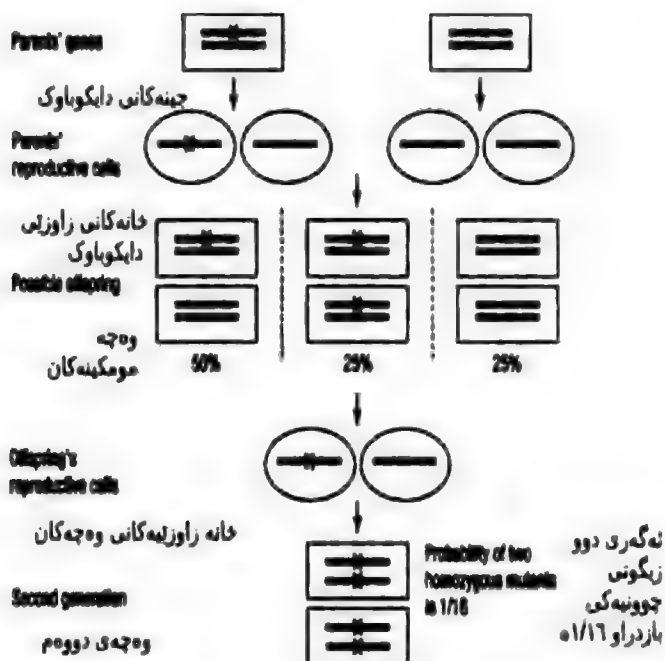 Parents' genes
جینەکانی دایکوباوک
Parents'
reproductive cells
خانەکانی زاوزێی
دایکوباوک
Possible offspring
وەچە
مومکینەکان
50%
25%
25%
Offspring's
reproductive cells
خانە زاوزێیەکانی وەچەکان
Second generation
وەچەی دووەم
Probability of two
homozygous mutants
is 1/16
ئەگەری دوو
زیگۆتی
جوونیەکی
بازدراو ١/١٦ە